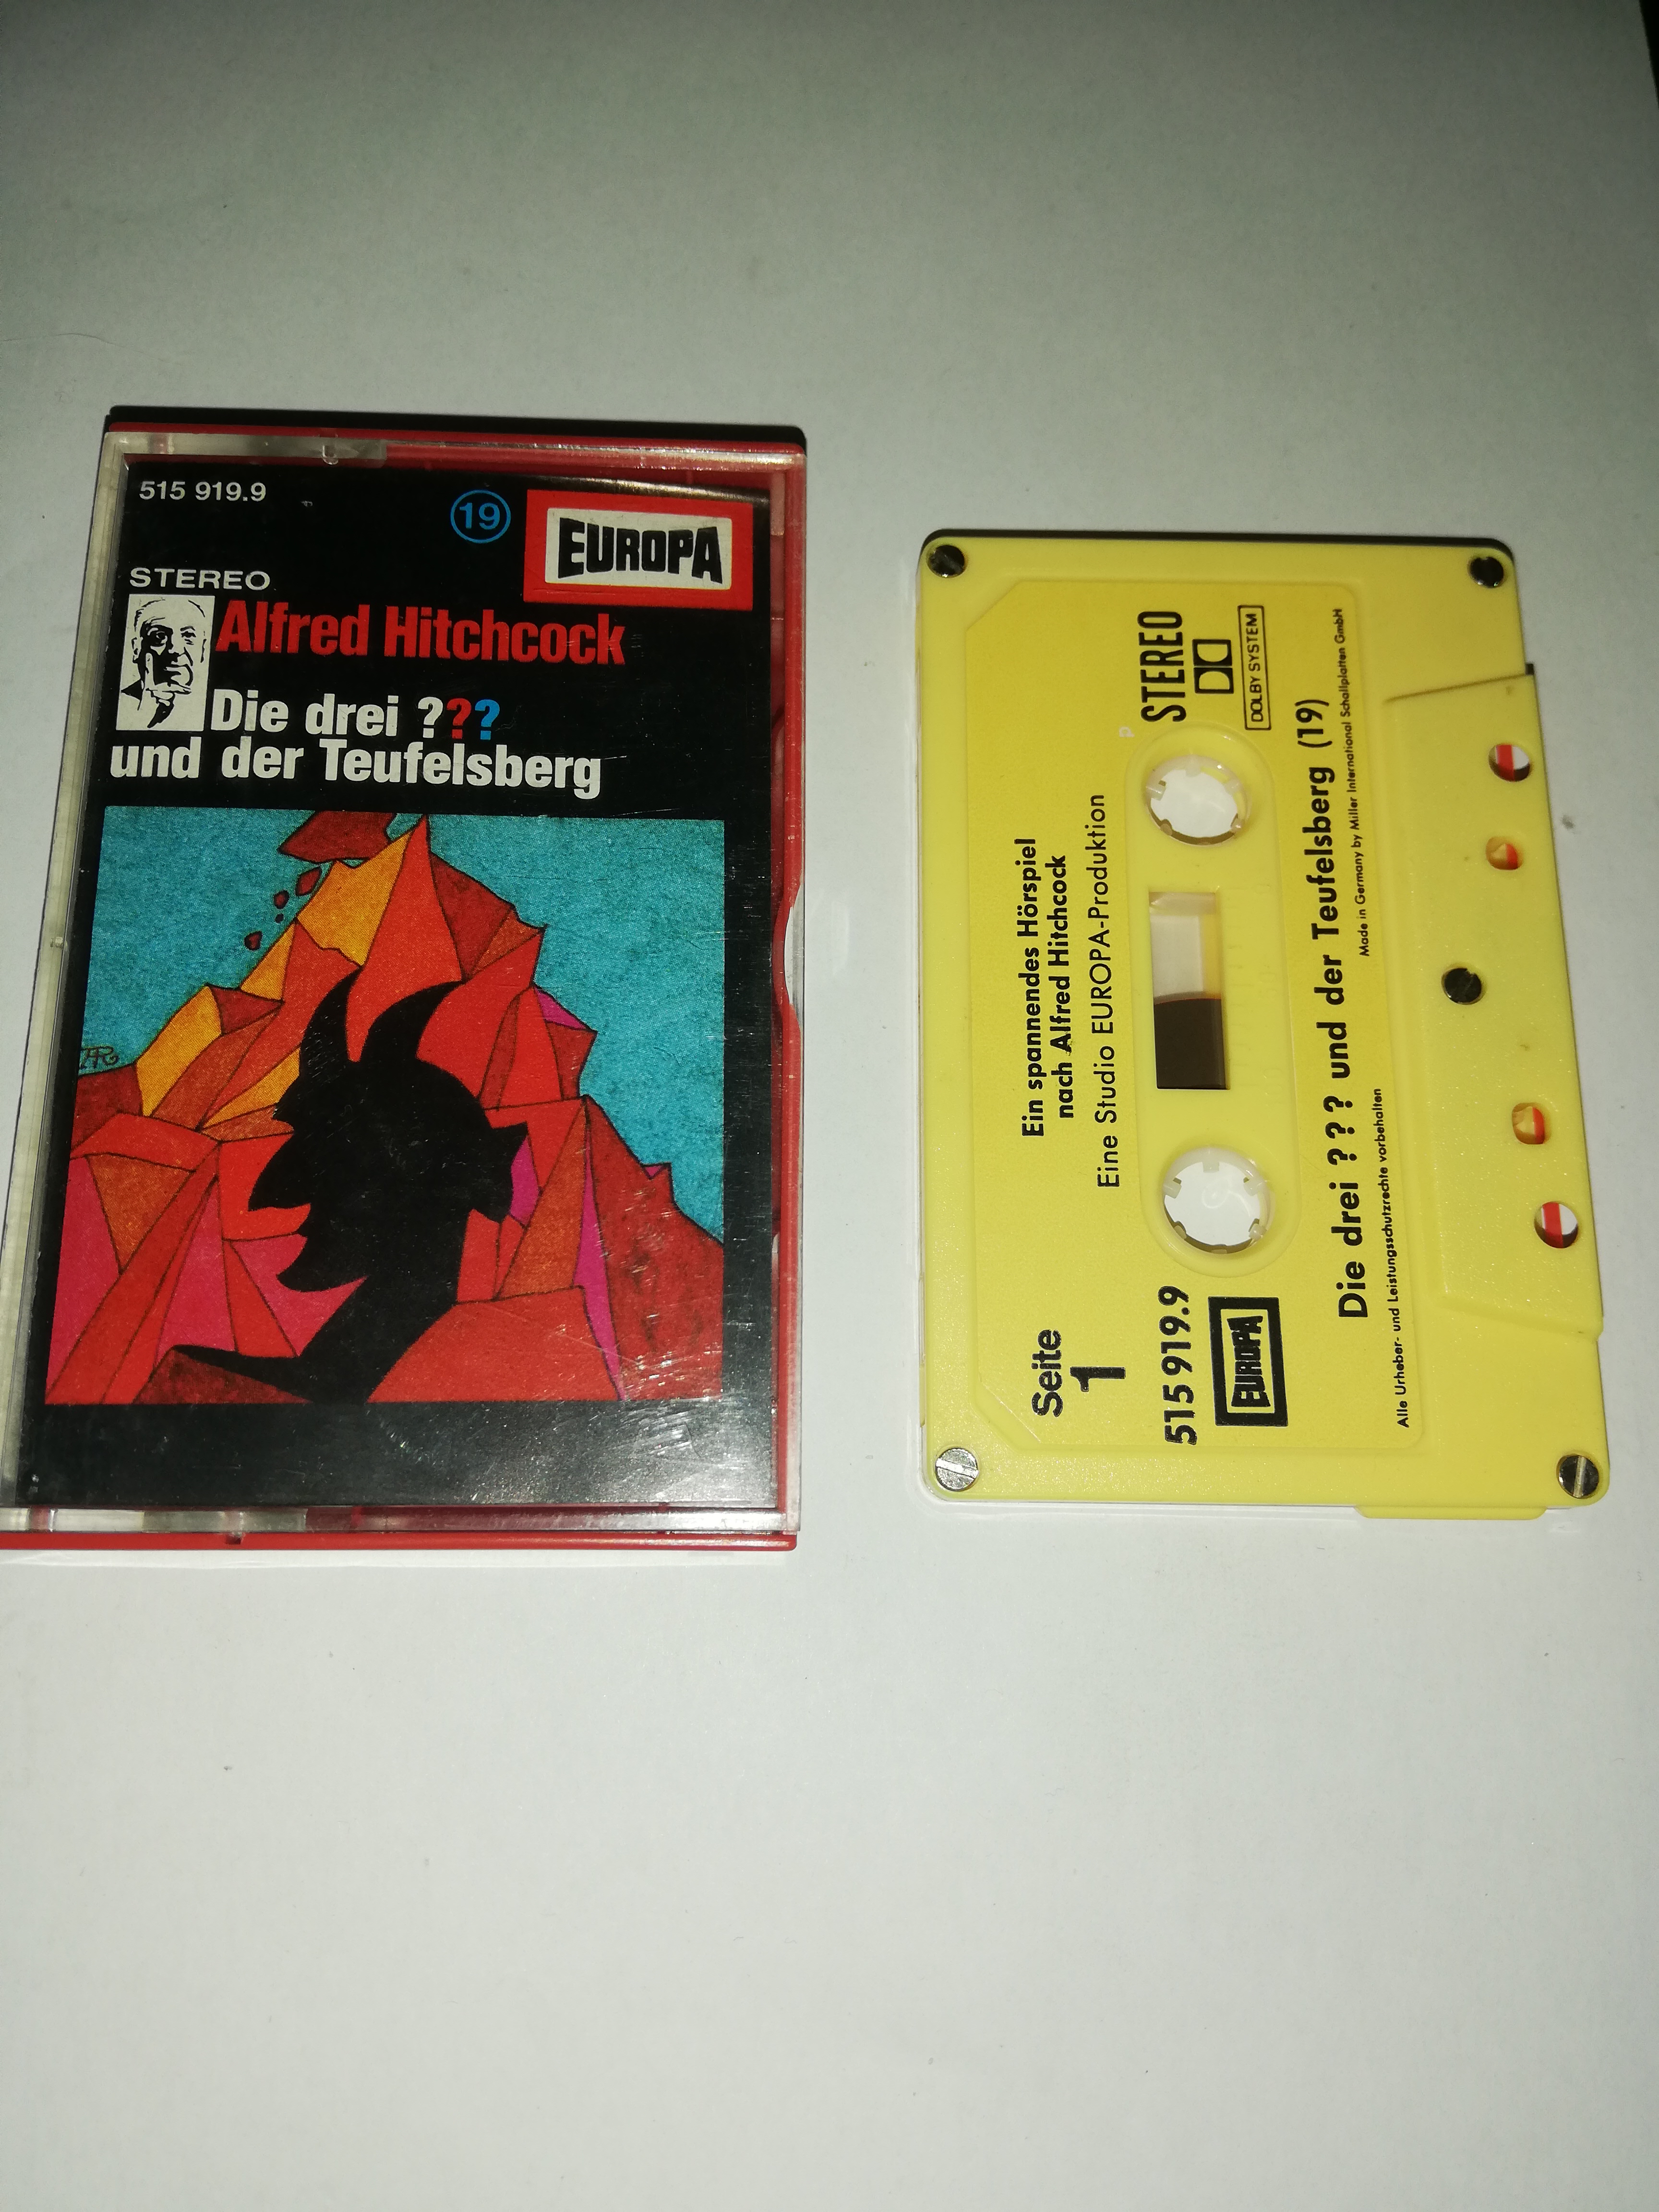 515 919.9
19
EUROPA
STEREO
Alfred Hitchcock
Die drei ???
und der Teufelsberg
AR
Ein spannendes Hörspiel
nach Alfred Hitchcock
Eine Studio EUROPA-Produktion
Seite
1
STEREO
DOLBY SYSTEM
515 919.9
EUROPA
Die drei ? ? ? und der Teufelsberg (19)
Made in Germany by Miller International Schallplatten GmbH
Alle Urheber- und Leistungsschutzrechte vorbehalten